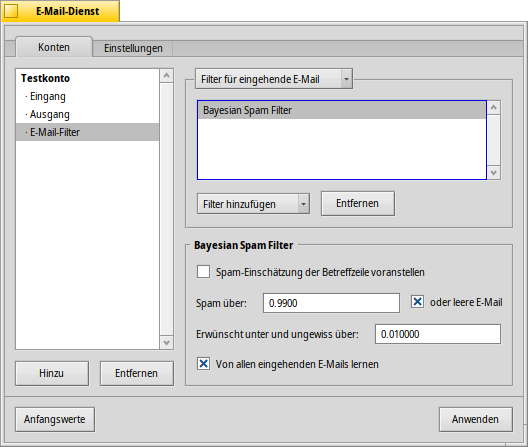 E-Mail-Dienst
Konten
Einstellungen
Testkonto
· Eingang
· Ausgang
· E-Mail-Filter
Hinzu
Entfernen
Filter für eingehende E-Mail
Bayesian Spam Filter
Filter hinzufügen
Entfernen
Bayesian Spam Filter
Spam-Einschätzung der Betreffzeile voranstellen
Spam über: 0.9900 oder leere E-Mail
Erwünscht unter und ungewiss über: 0.010000
Von allen eingehenden E-Mails lernen
Anfangswerte
Anwenden